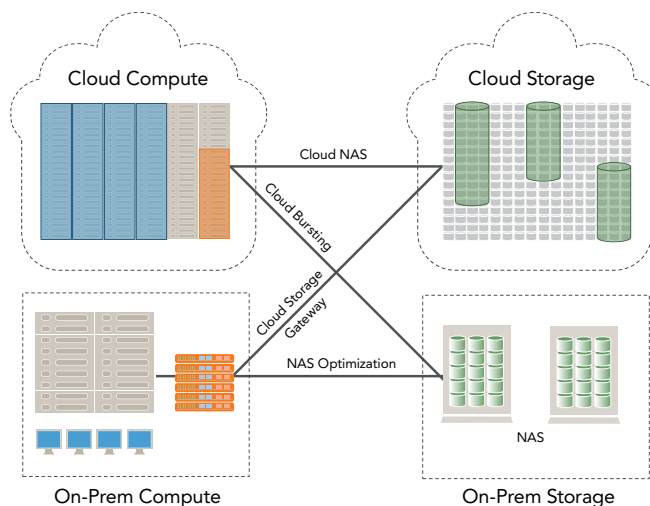 Cloud Compute
Cloud Storage
Cloud NAS
Cloud Bursting
Cloud Storage
Gateway
NAS Optimization
NAS
On-Prem Compute
On-Prem Storage